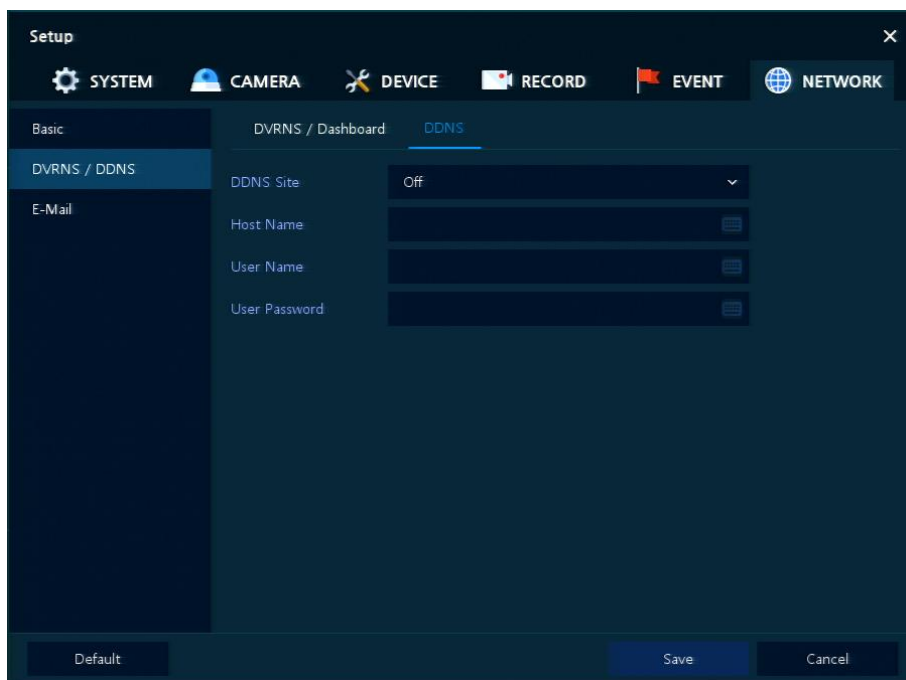 Setup
SYSTEM CAMERA DEVICE RECORD EVENT NETWORK
Basic
DVRNS / DDNS
E-Mail
DVRNS / Dashboard DDNS
DDNS Site Off
Host Name
User Name
User Password
Default Save Cancel